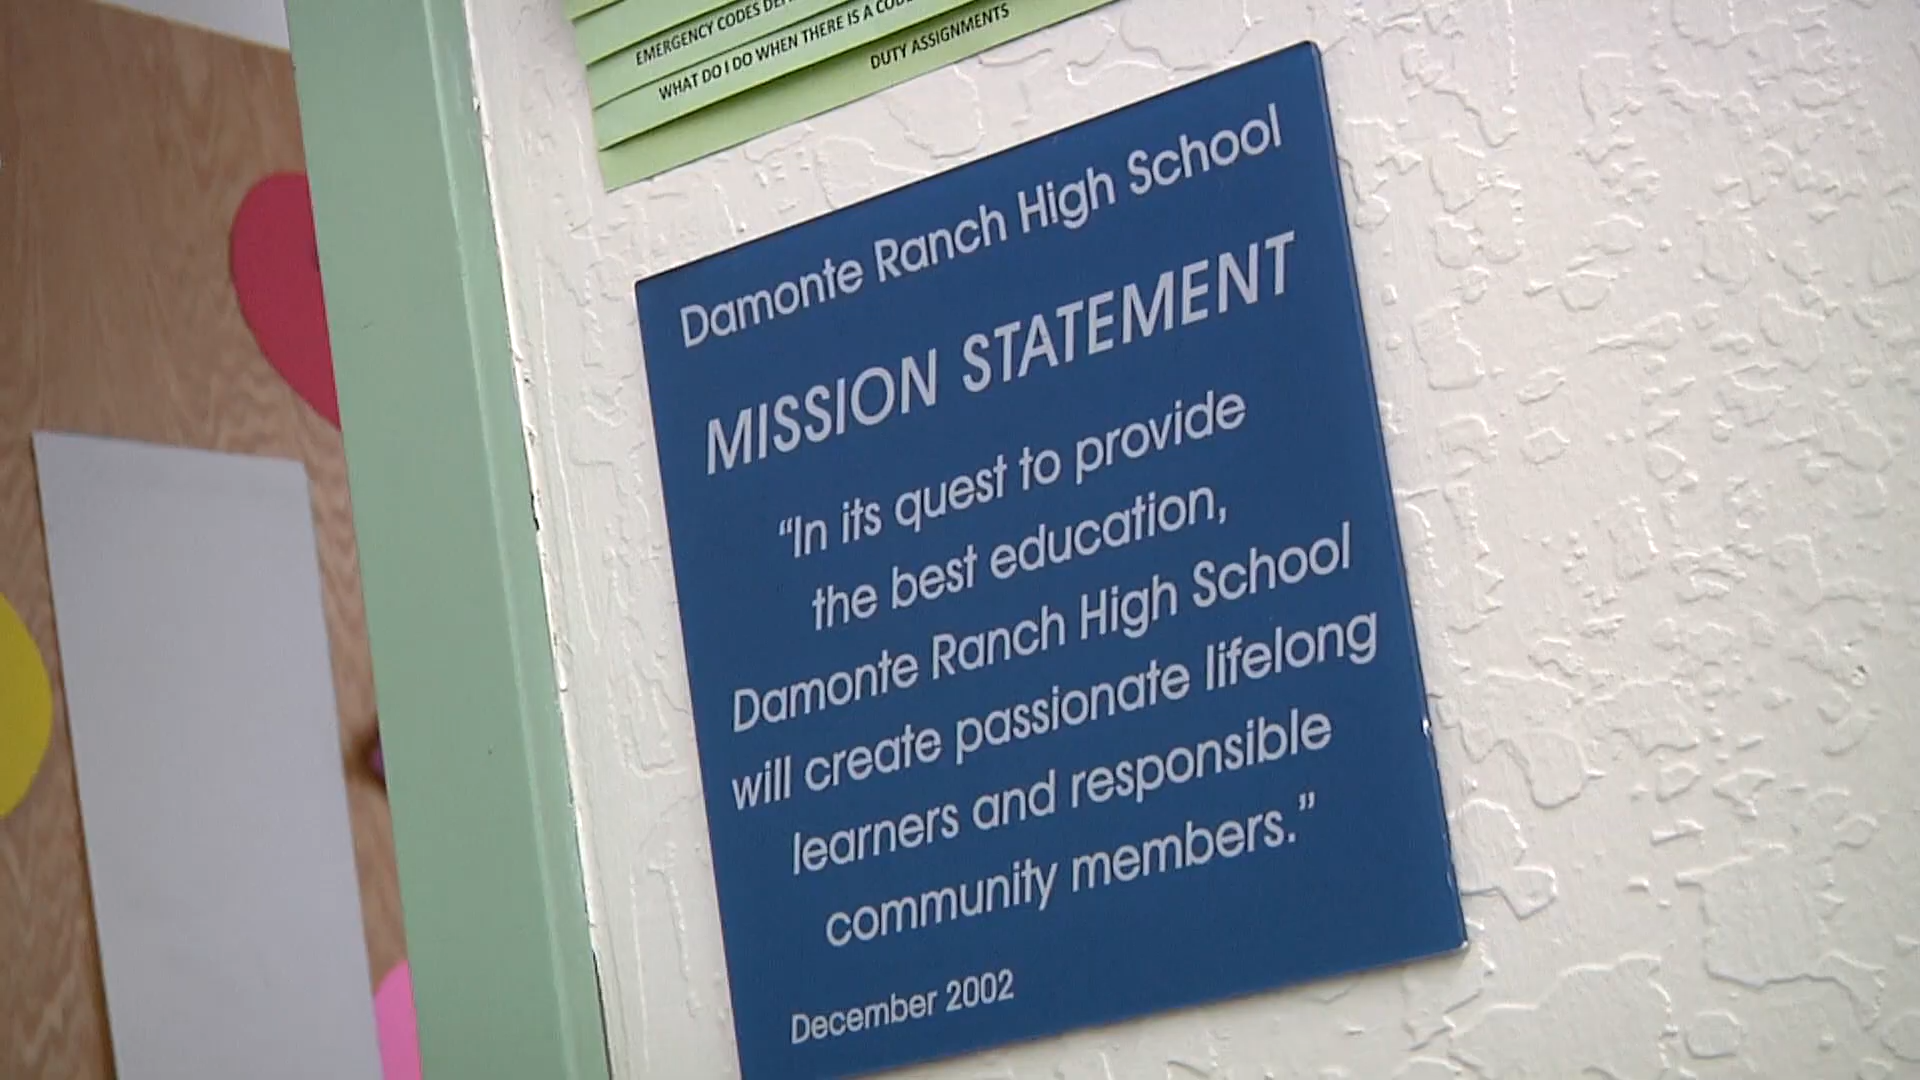 EMERGENCY CODES
WHAT DO I DO WHEN THERE IS A CODE
DUTY ASSIGNMENTS
Damonte Ranch High School
MISSION STATEMENT
“In its quest to provide
the best education,
Damonte Ranch High School
will create passionate lifelong
learners and responsible
community members.”
December 2002